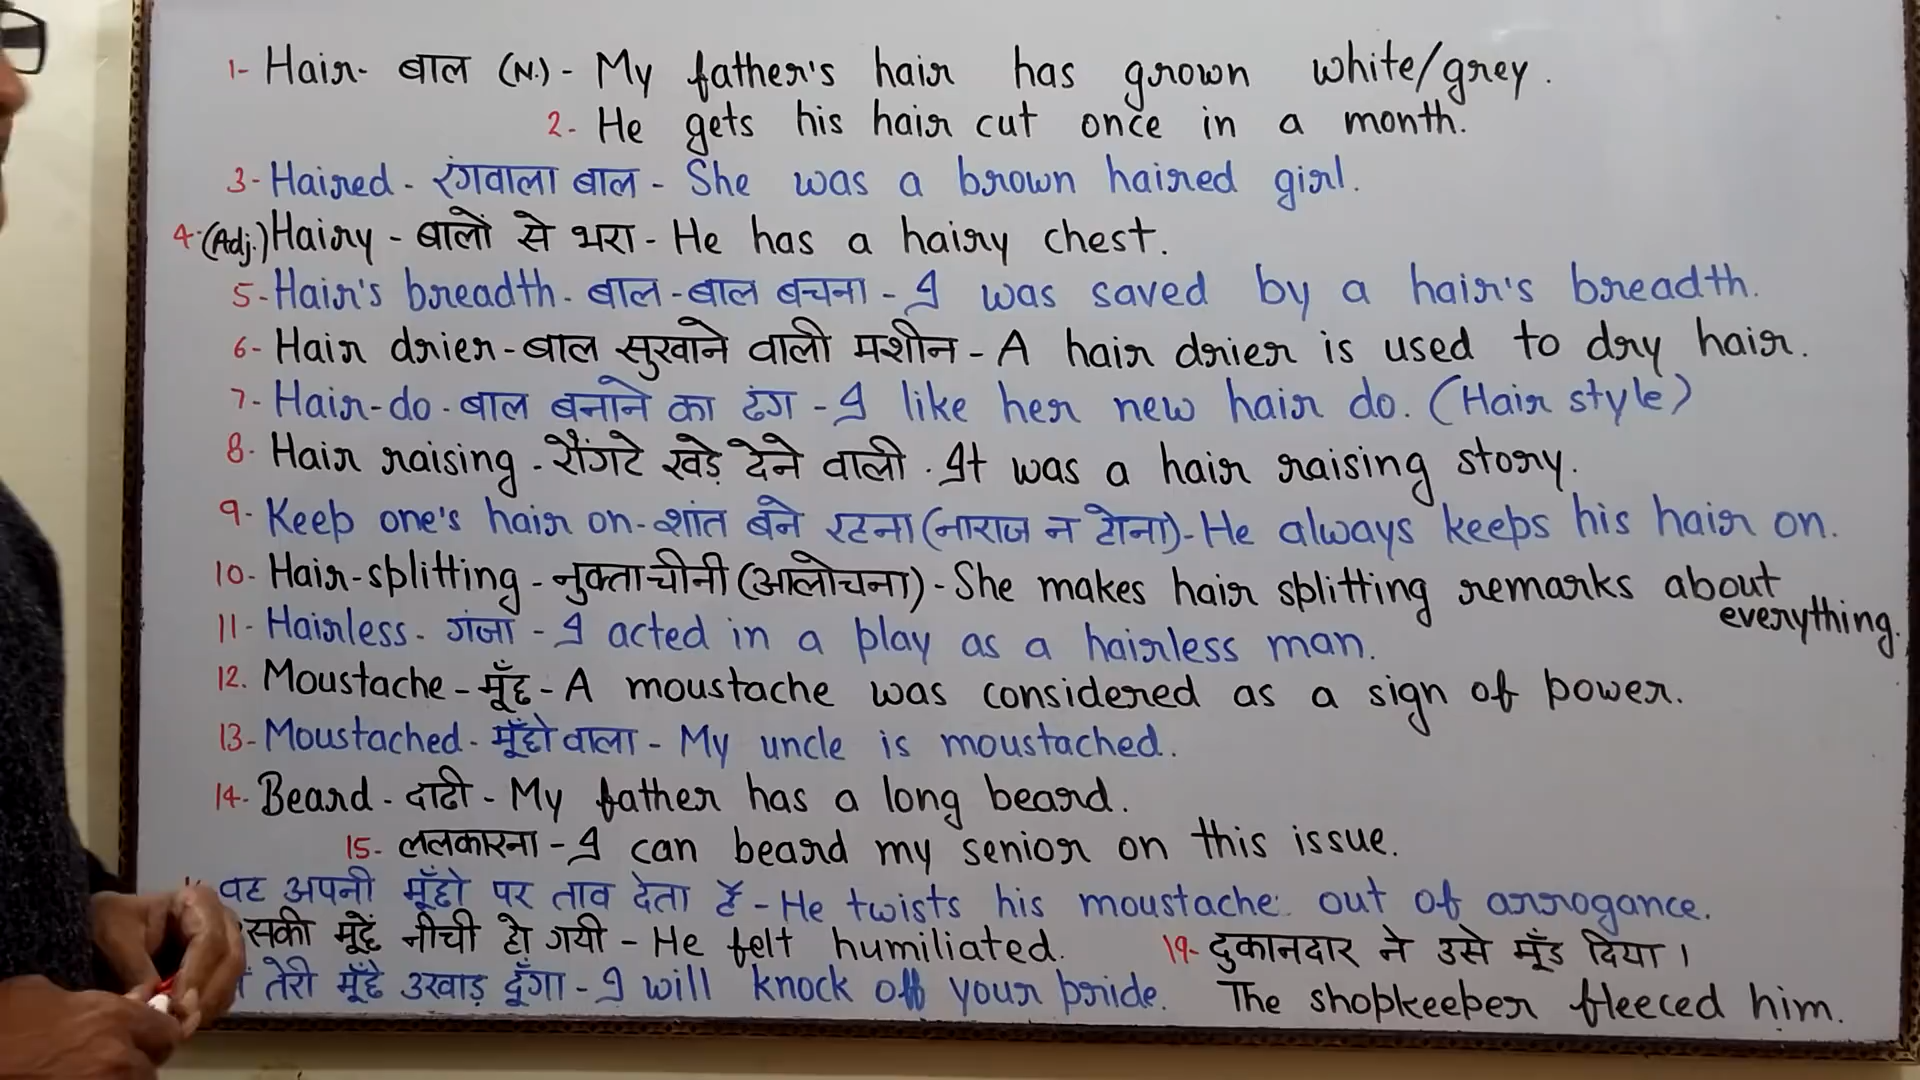 1- Hair- बाल (N.) - My father's hair has grown white/grey.
2- He gets his hair cut once in a month.
3- Haired - रंगवाला बाल - She was a brown haired girl.
4- (Adj.) Hairy - बालों से भरा - He has a hairy chest.
5- Hair's breadth - बाल-बाल बचना - I was saved by a hair's breadth.
6- Hair drier - बाल सुखाने वाली मशीन - A hair drier is used to dry hair.
7- Hair-do - बाल बनाने का ढंग - I like her new hair do. (Hair style)
8- Hair raising - रोंगटे खड़े देने वाली - It was a hair raising story.
9- Keep one's hair on - शांत बने रहना (नाराज न होना) - He always keeps his hair on.
10- Hair-splitting - नुक्ताचीनी (आलोचना) - She makes hair splitting remarks about
everything.
11- Hairless - गंजा - I acted in a play as a hairless man.
12. Moustache - मूँछ - A moustache was considered as a sign of power.
13- Moustached - मूँछो वाला - My uncle is moustached.
14- Beard - दाढी - My father has a long beard.
15- ललकारना - I can beard my senior on this issue.
वह अपनी मूँछो पर ताव देता है - He twists his moustache out of arrogance.
सकी मूछें नीची हो गयी - He felt humiliated.
तेरी मूँछे उखाड़ दूँगा - I will knock off your pride.
19- दुकानदार ने उसे मूँड दिया।
The shopkeeper fleeced him.